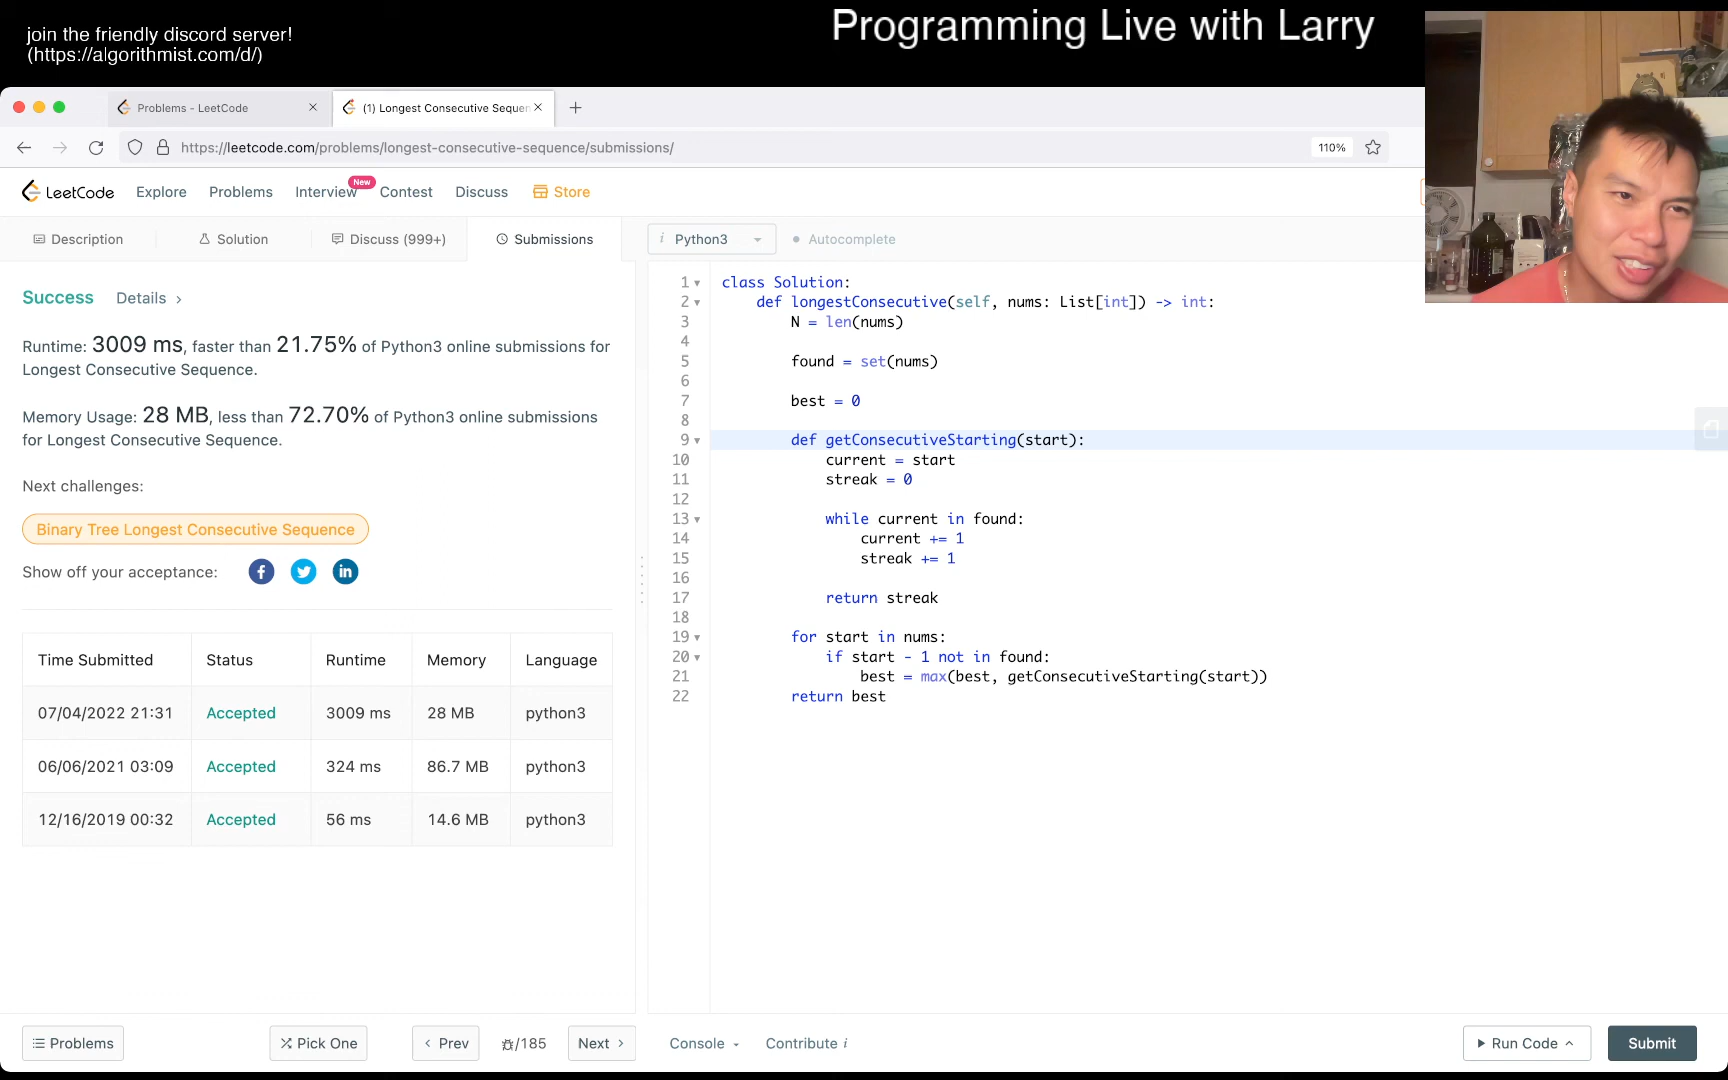 join the friendly discord server!
(https://algorithmist.com/d/)
Programming Live with Larry
Problems - LeetCode
(1) Longest Consecutive Sequen
https://leetcode.com/problems/longest-consecutive-sequence/submissions/
110%
LeetCode
Explore
Problems
Interview
New
Contest
Discuss
Store
Description
Solution
Discuss (999+)
Submissions
i Python3
Autocomplete
Success
Details
Runtime: 3009 ms, faster than 21.75% of Python3 online submissions for
Longest Consecutive Sequence.
Memory Usage: 28 MB, less than 72.70% of Python3 online submissions
for Longest Consecutive Sequence.
Next challenges:
Binary Tree Longest Consecutive Sequence
Show off your acceptance:
Time Submitted Status Runtime Memory Language
07/04/2022 21:31 Accepted 3009 ms 28 MB python3
06/06/2021 03:09 Accepted 324 ms 86.7 MB python3
12/16/2019 00:32 Accepted 56 ms 14.6 MB python3
1 class Solution:
2 def longestConsecutive(self, nums: List[int]) -> int:
3 N = len(nums)
4
5 found = set(nums)
6
7 best = 0
8
9 def getConsecutiveStarting(start):
10 current = start
11 streak = 0
12
13 while current in found:
14 current += 1
15 streak += 1
16
17 return streak
18
19 for start in nums:
20 if start - 1 not in found:
21 best = max(best, getConsecutiveStarting(start))
22 return best
Problems
Pick One
Prev
/185
Next
Console
Contribute i
Run Code
Submit